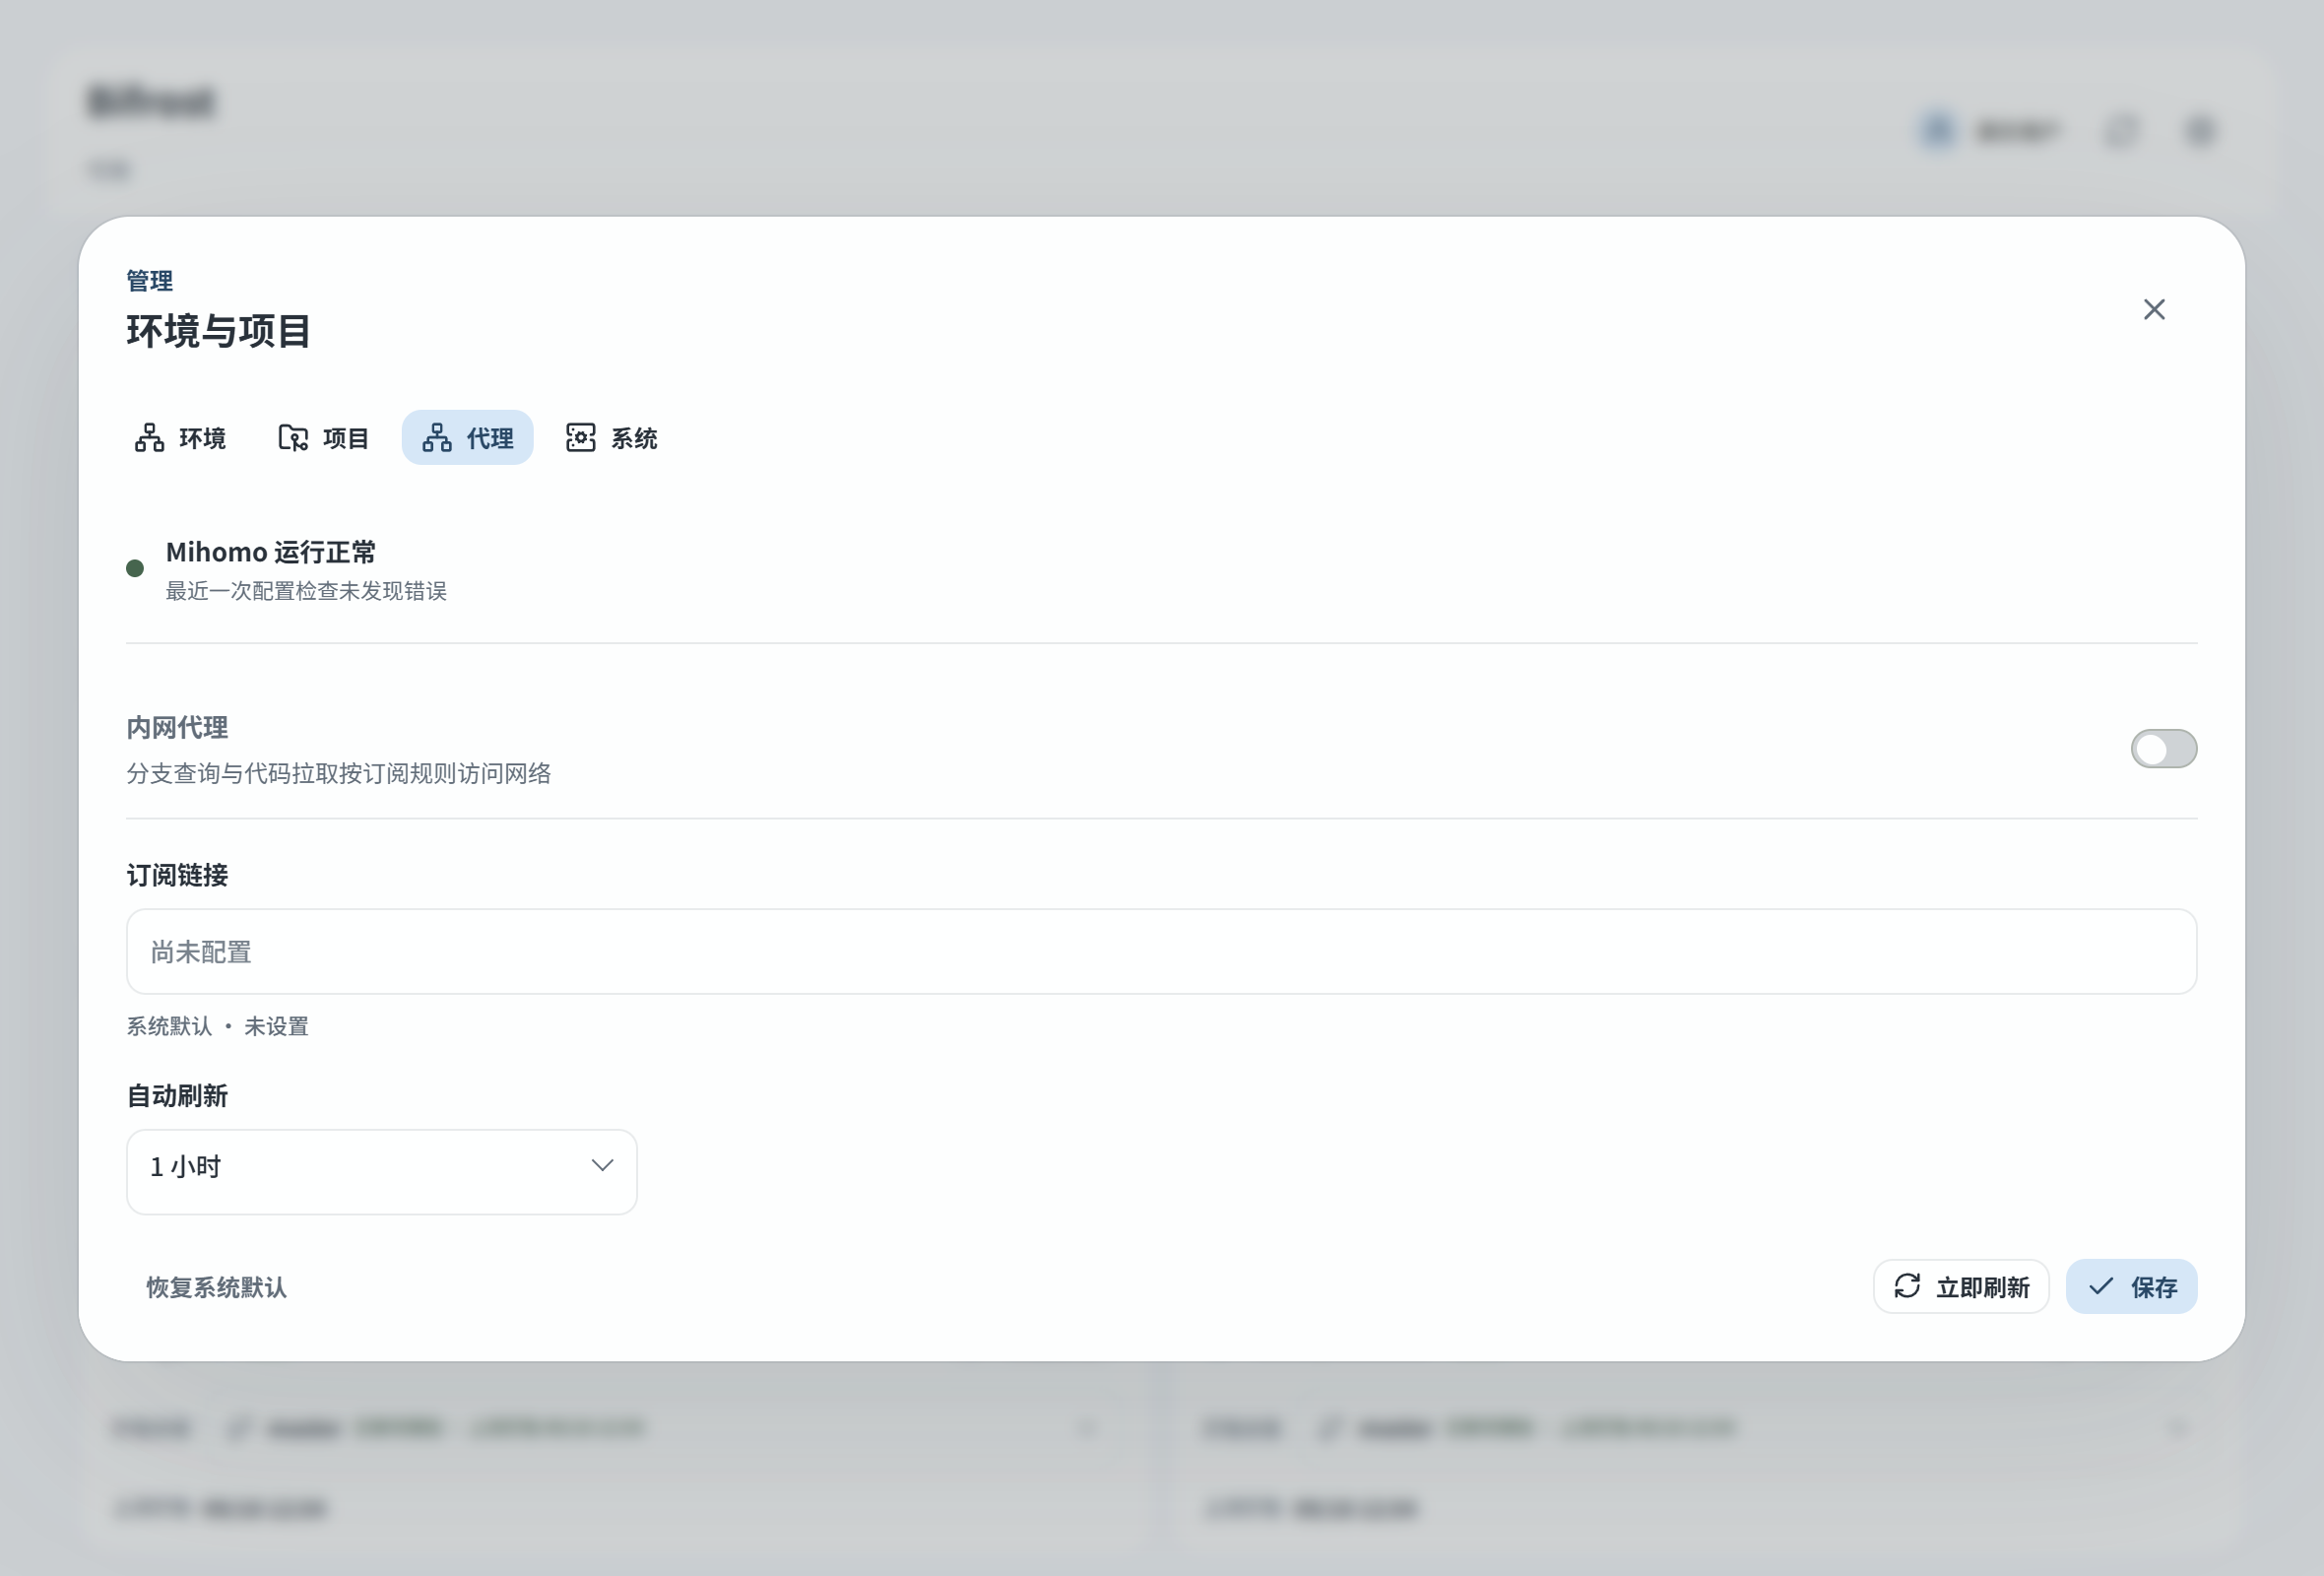 Bifrost
管理
环境与项目
环境
项目
代理
系统
Mihomo 运行正常
最近一次配置检查未发现错误
内网代理
分支查询与代码拉取按订阅规则访问网络
订阅链接
尚未配置
系统默认 · 未设置
自动刷新
1 小时
恢复系统默认
立即刷新
保存